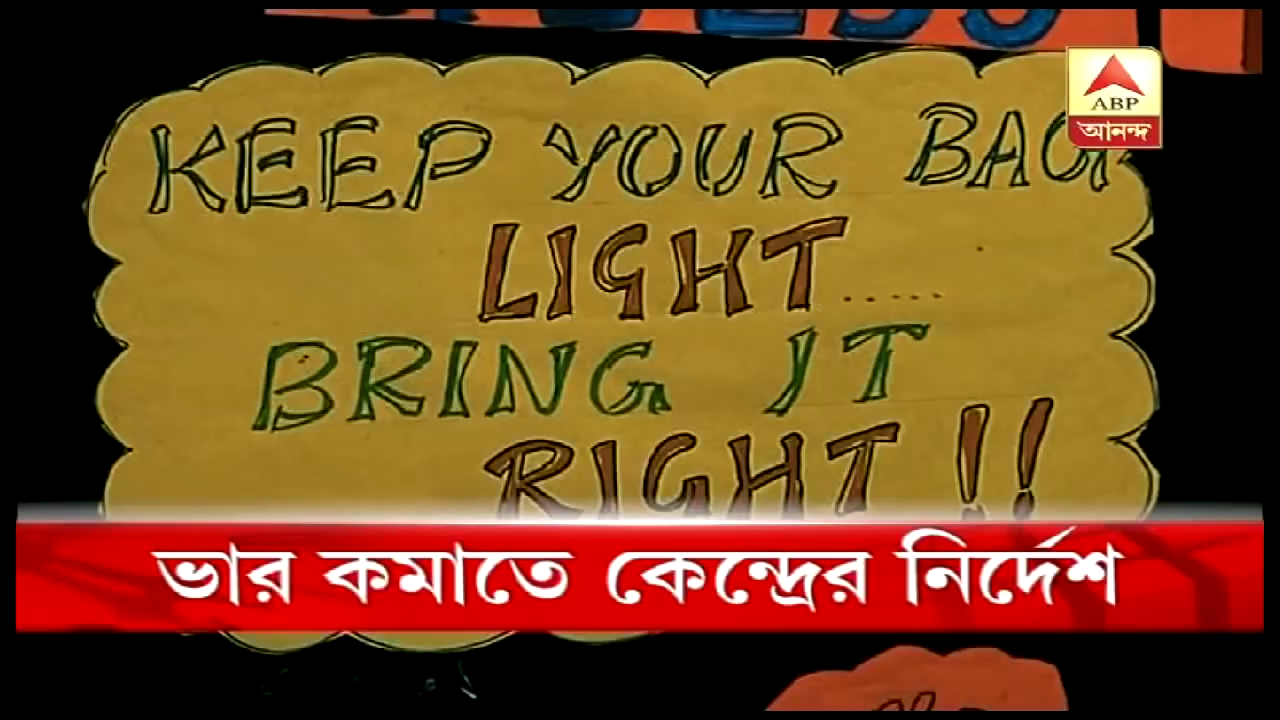 KEEP YOUR BAG
LIGHT.....
BRING IT
RIGHT !!
ABP
আনন্দ
ভার কমাতে কেন্দ্রের নির্দেশ